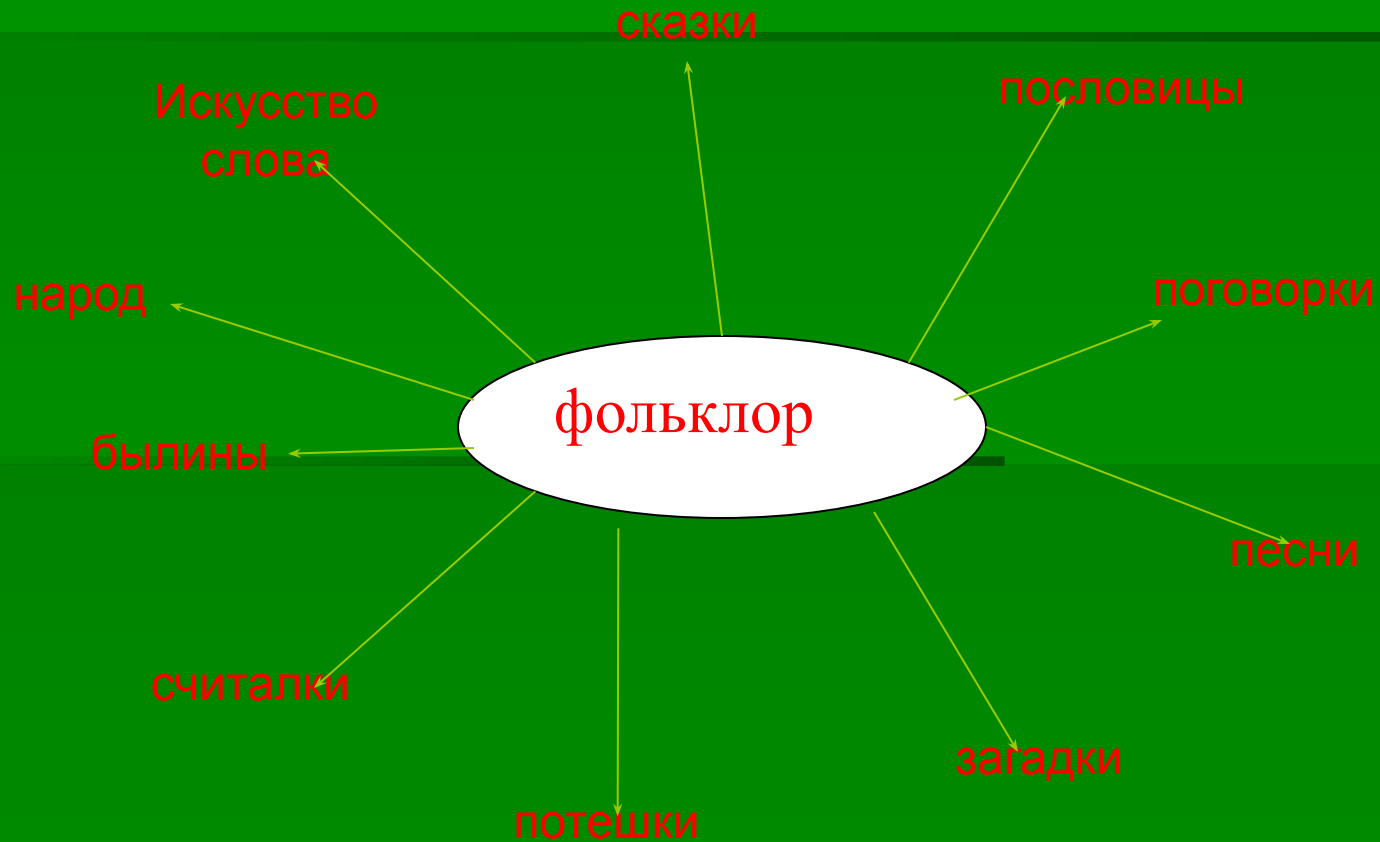 сказки
пословицы
Искусство
слова
народ
поговорки
фольклор
былины
песни
считалки
загадки
потешки